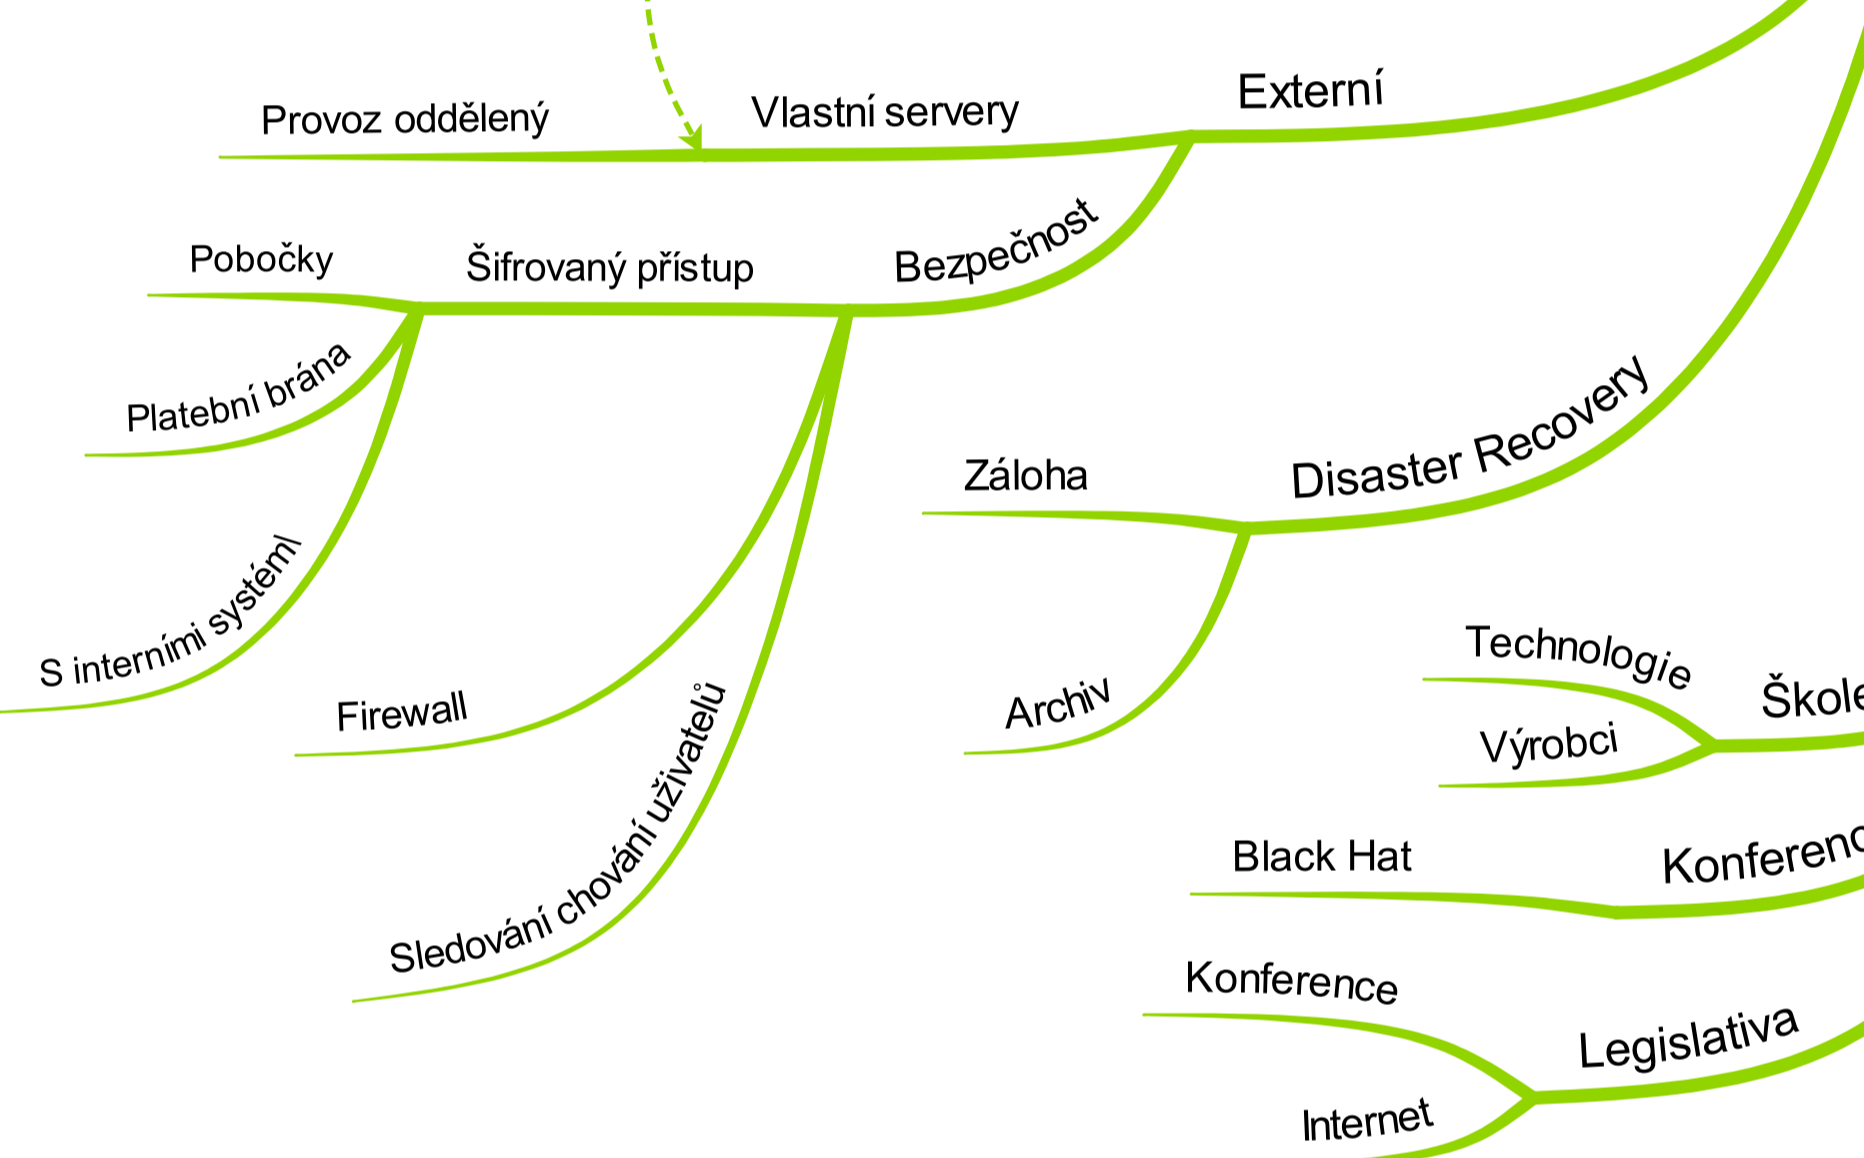 Externí
Vlastní servery
Provoz oddělený
Bezpečnost
Šifrovaný přístup
Pobočky
Platební brána
S interními
Firewall
Sledování chování uživatelů
Disaster Recovery
Záloha
Archiv
Technologie
Výrobci
Black Hat
Legislativa
Konference
Internet